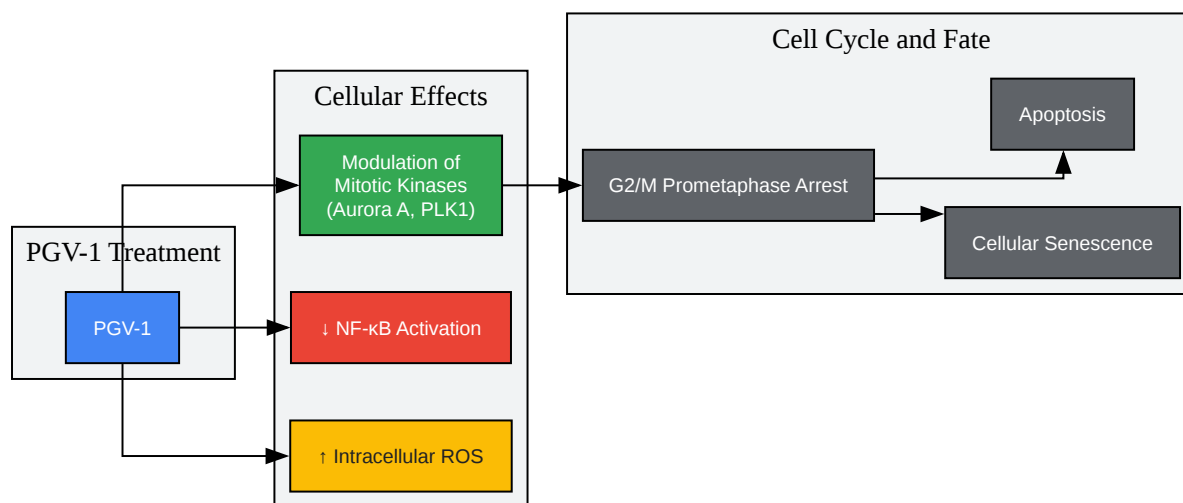 PGV-1 Treatment
PGV-1
Cellular Effects
Modulation of
Mitotic Kinases
(Aurora A, PLK1)
↓ NF-κB Activation
↑ Intracellular ROS
Cell Cycle and Fate
G2/M Prometaphase Arrest
Apoptosis
Cellular Senescence